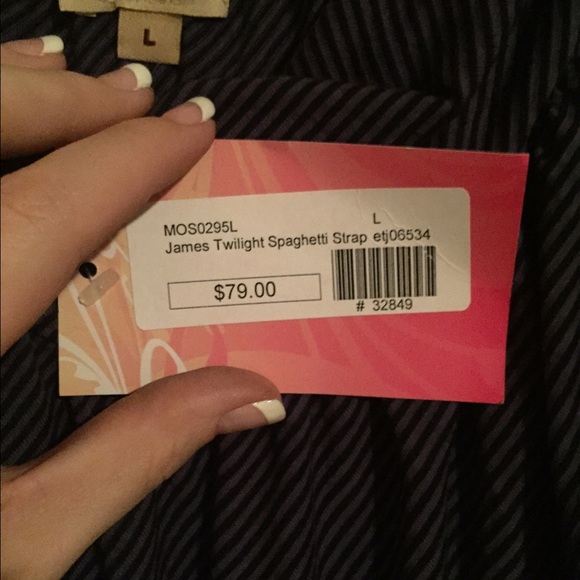 L
MOS0295L L
James Twilight Spaghetti Strap etj06534
$79.00
# 32849